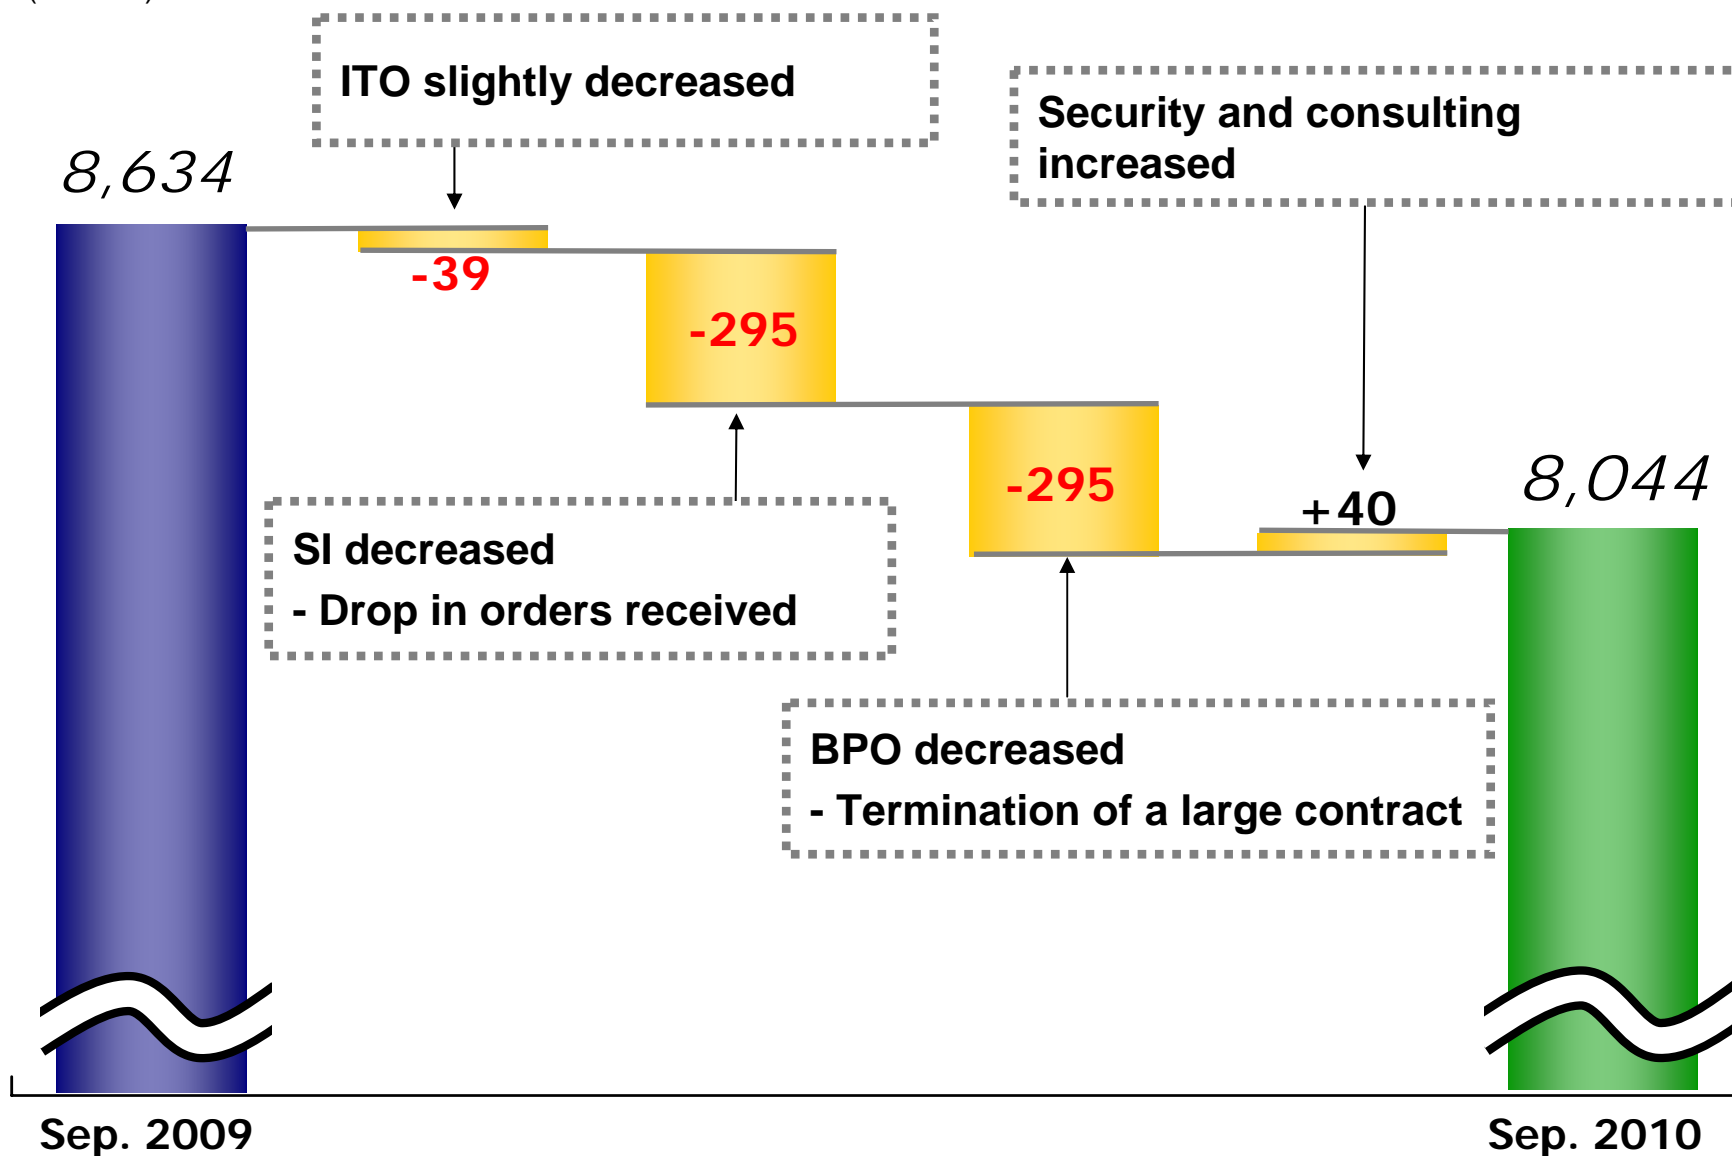 ITO slightly decreased
Security and consulting
increased
8,634
-39
-295
-295
+40
8,044
SI decreased
- Drop in orders received
BPO decreased
- Termination of a large contract
Sep. 2009
Sep. 2010